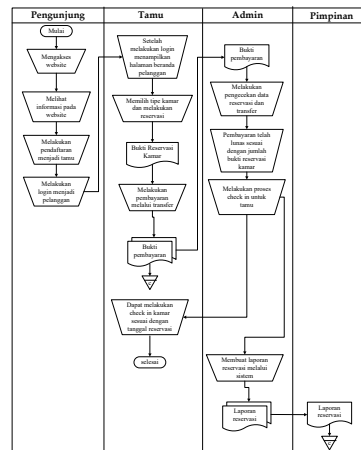 Pengunjung
Tamu
Admin
Pimpinan
Mulai
Mengakses
website
Melihat
informasi pada
website
Melakukan
pendaftaran
menjadi tamu
Melakukan
login menjadi
pelanggan
Setelah
melakukan login
menampilkan
halaman beranda
pelanggan
Memilih tipe kamar
dan melakukan
reservasi
Bukti Reservasi
Kamar
Melakukan
pembayaran
melalui transfer
Bukti
pembayaran
Dapat melakukan
check in kamar
sesuai dengan
tanggal reservasi
selesai
Bukti
pembayaran
Melakukan
pengecekan data
reservasi dan
transfer
Pembayaran telah
lunas sesuai
dengan jumlah
bukti reservasi
kamar
Melakukan proses
check in untuk
tamu
Membuat laporan
reservasi melalui
sistem
Laporan
reservasi
Laporan
reservasi